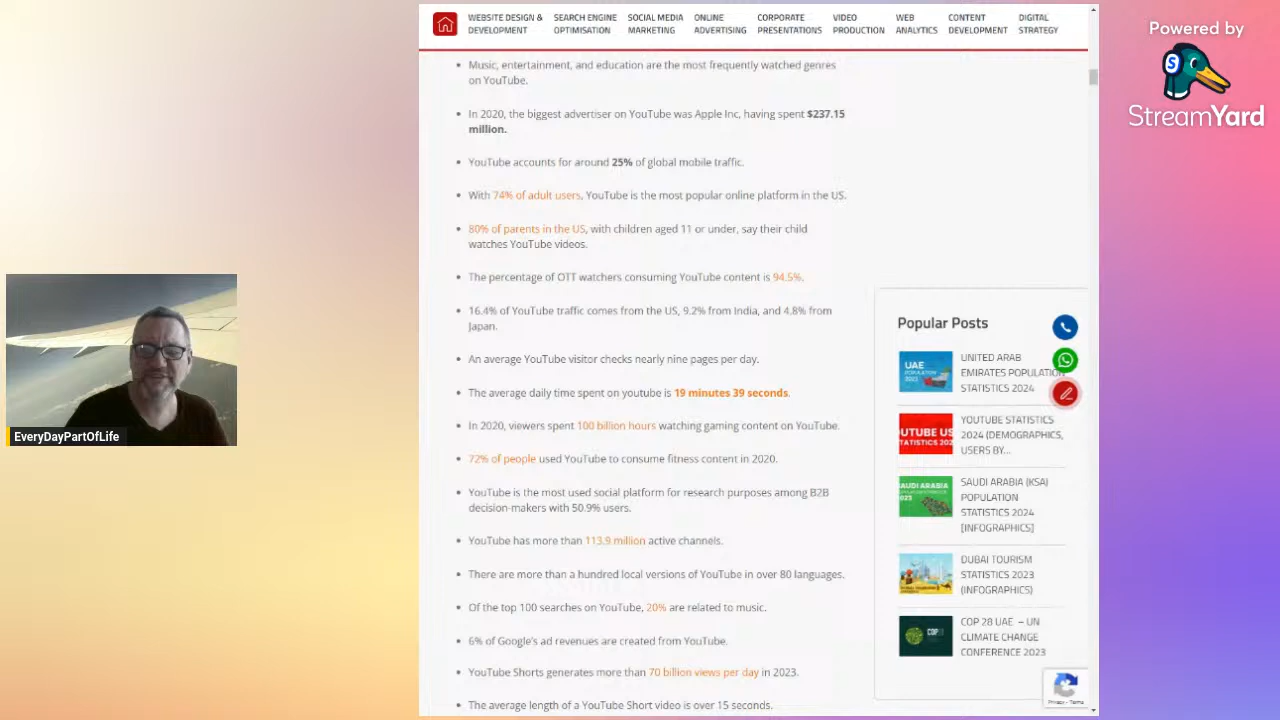 WEBSITE DESIGN &
DEVELOPMENT
SEARCH ENGINE
OPTIMISATION
SOCIAL MEDIA
MARKETING
ONLINE
ADVERTISING
CORPORATE
PRESENTATIONS
VIDEO
PRODUCTION
WEB
ANALYTICS
CONTENT
DEVELOPMENT
DIGITAL
STRATEGY
Music, entertainment, and education are the most frequently watched genres
on YouTube.
In 2020, the biggest advertiser on YouTube was Apple Inc, having spent $237.15
million.
YouTube accounts for around 25% of global mobile traffic.
With 74% of adult users, YouTube is the most popular online platform in the US.
80% of parents in the US, with children aged 11 or under, say their child
watches YouTube videos.
The percentage of OTT watchers consuming YouTube content is 94.5%.
16.4% of YouTube traffic comes from the US, 9.2% from India, and 4.8% from
Japan.
An average YouTube visitor checks nearly nine pages per day.
The average daily time spent on youtube is 19 minutes 39 seconds.
In 2020, viewers spent 100 billion hours watching gaming content on YouTube.
72% of people used YouTube to consume fitness content in 2020.
YouTube is the most used social platform for research purposes among B2B
decision-makers with 50.9% users.
YouTube has more than 113.9 million active channels.
There are more than a hundred local versions of YouTube in over 80 languages.
Of the top 100 searches on YouTube, 20% are related to music.
6% of Google's ad revenues are created from YouTube.
YouTube Shorts generates more than 70 billion views per day in 2023.
The average length of a YouTube Short video is over 15 seconds.
Popular Posts
UAE
POPULATION
2023
UNITED ARAB
EMIRATES POPULATION
STATISTICS 2024
OUTUBE US
TATISTICS 202
YOUTUBE STATISTICS
2024 (DEMOGRAPHICS,
USERS BY...
SAUDI ARABIA
2023
SAUDI ARABIA (KSA)
POPULATION
STATISTICS 2024
[INFOGRAPHICS]
DUBAI TOURISM
STATISTICS 2023
(INFOGRAPHICS)
COP
COP 28 UAE – UN
CLIMATE CHANGE
CONFERENCE 2023
Privacy - Terms
EveryDayPartOfLife
Powered by
S
StreamYard